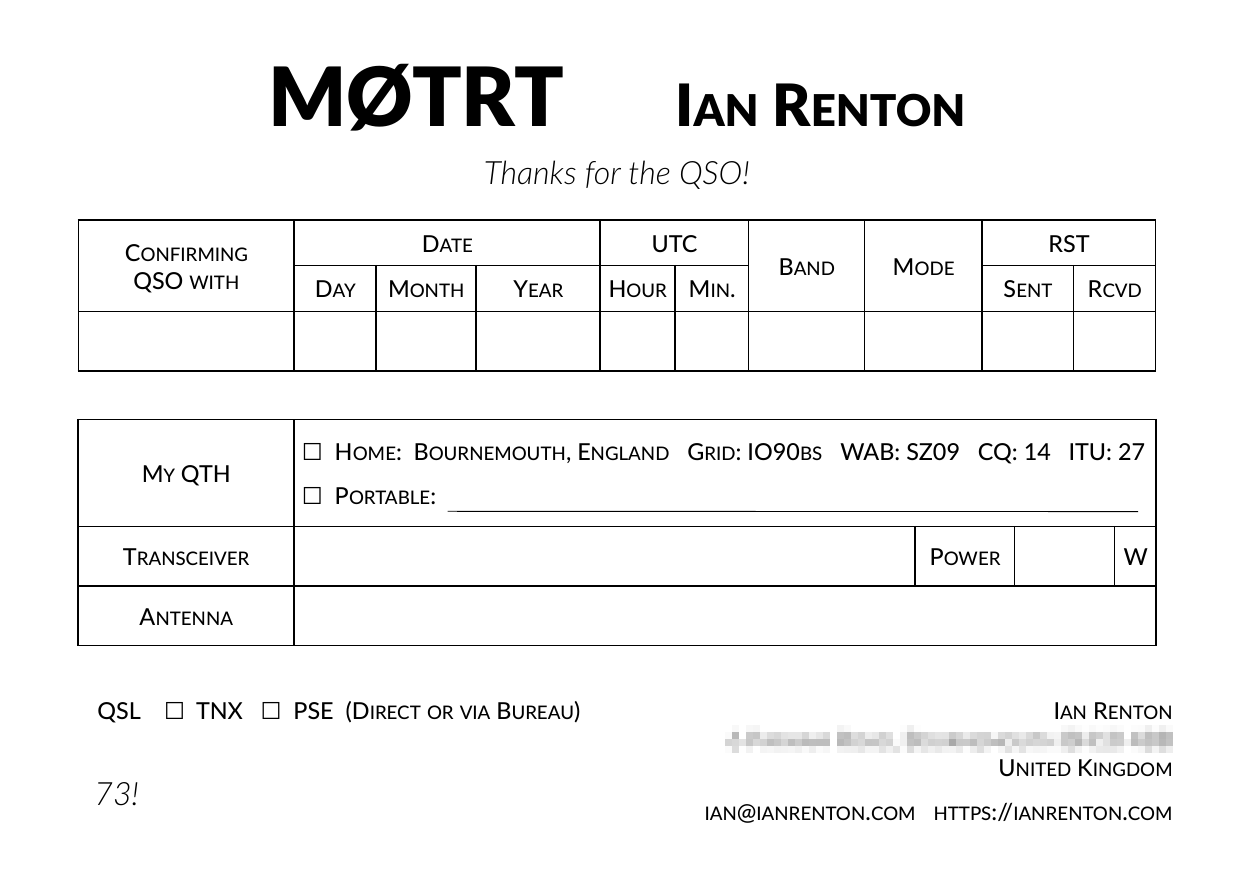 MØTRT Ian Renton
Thanks for the QSO!
Confirming QSO with Date UTC Band Mode RST
Day Month Year Hour Min. Sent Rcvd
My QTH
☐ Home: Bournemouth, England Grid: IO90bs WAB: SZ09 CQ: 14 ITU: 27
☐ Portable:
Transceiver Power W
Antenna
QSL ☐ TNX ☐ PSE (Direct or via Bureau)
Ian Renton
United Kingdom
73!
ian@ianrenton.com https://ianrenton.com